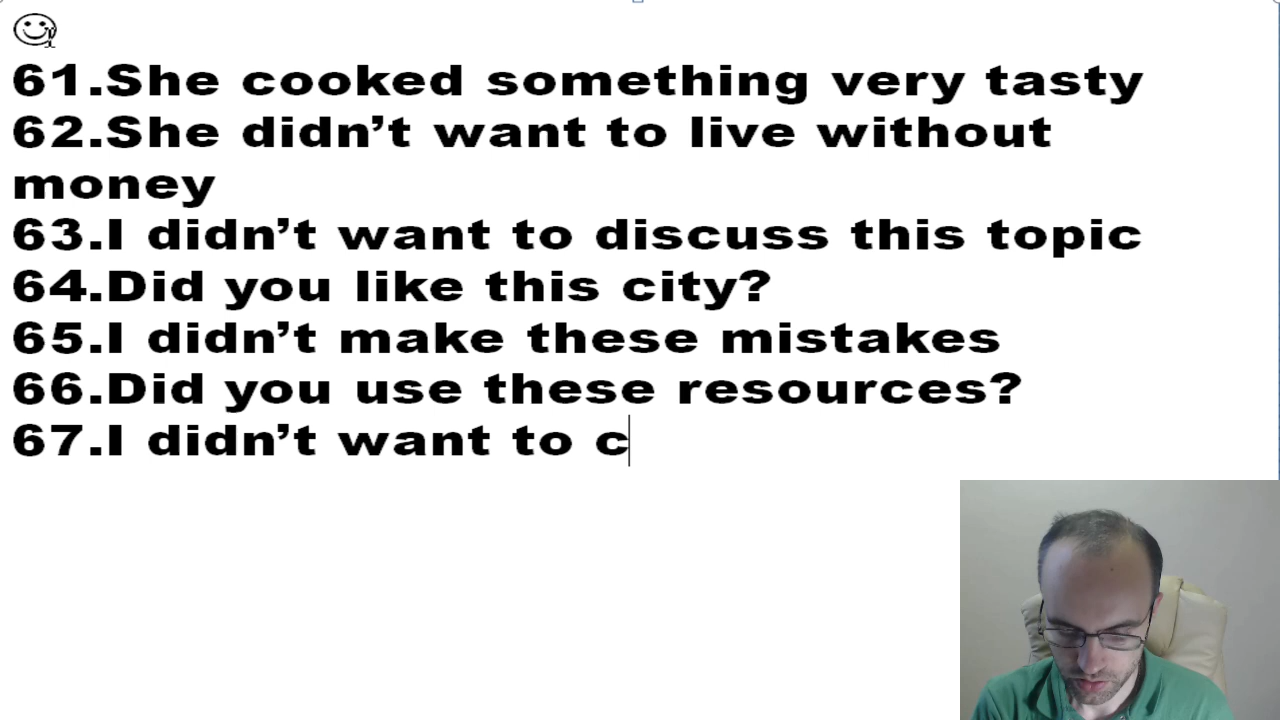 61.She cooked something very tasty
62.She didn’t want to live without
money
63.I didn’t want to discuss this topic
64.Did you like this city?
65.I didn’t make these mistakes
66.Did you use these resources?
67.I didn’t want to c